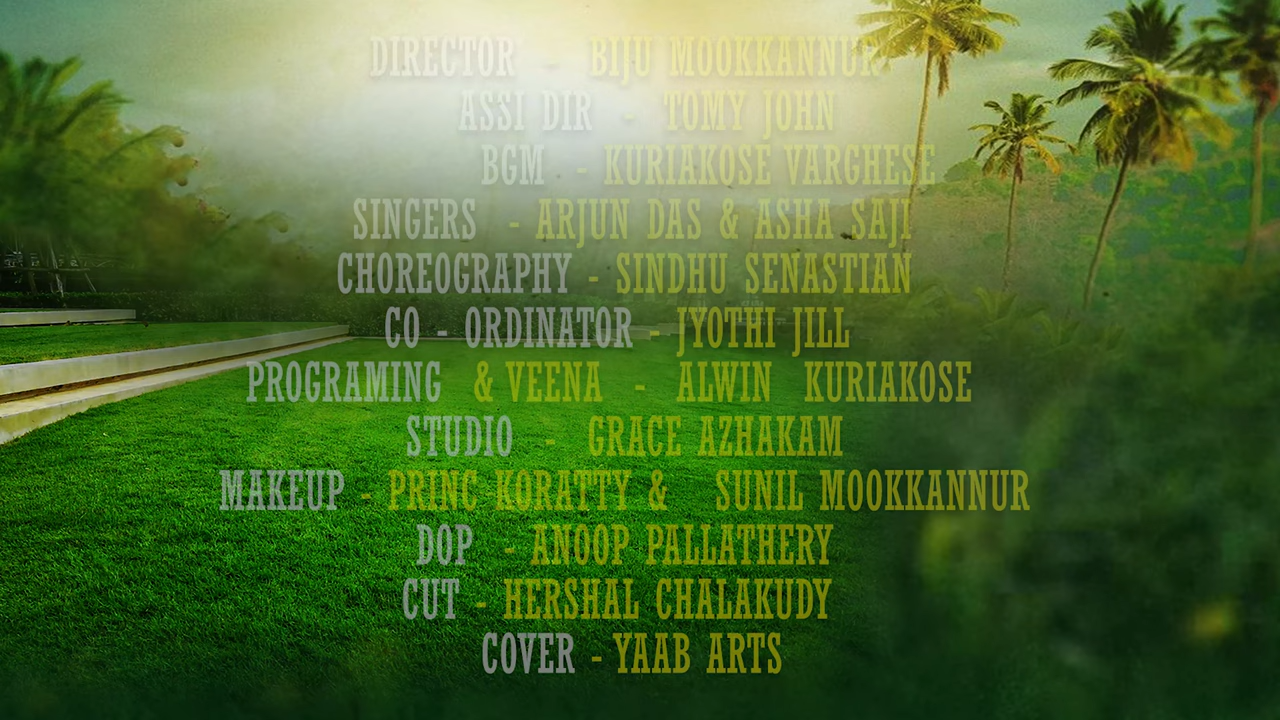 DIRECTOR - BIJU MOOKKANNUR
ASSI DIR - TOMY JOHN
BGM - KURIAKOSE VARGHESE
SINGERS - ARJUN DAS & ASHA SAJI
CHOREOGRAPHY - SINDHU SENASTIAN
CO - ORDINATOR - JYOTHI JILL
PROGRAMING & VEENA - ALWIN KURIAKOSE
STUDIO - GRACE AZHAKAM
MAKEUP - PRINC KORATTY & SUNIL MOOKKANNUR
DOP - ANOOP PALLATHERY
CUT - HERSHAL CHALAKUDY
COVER - YAAB ARTS